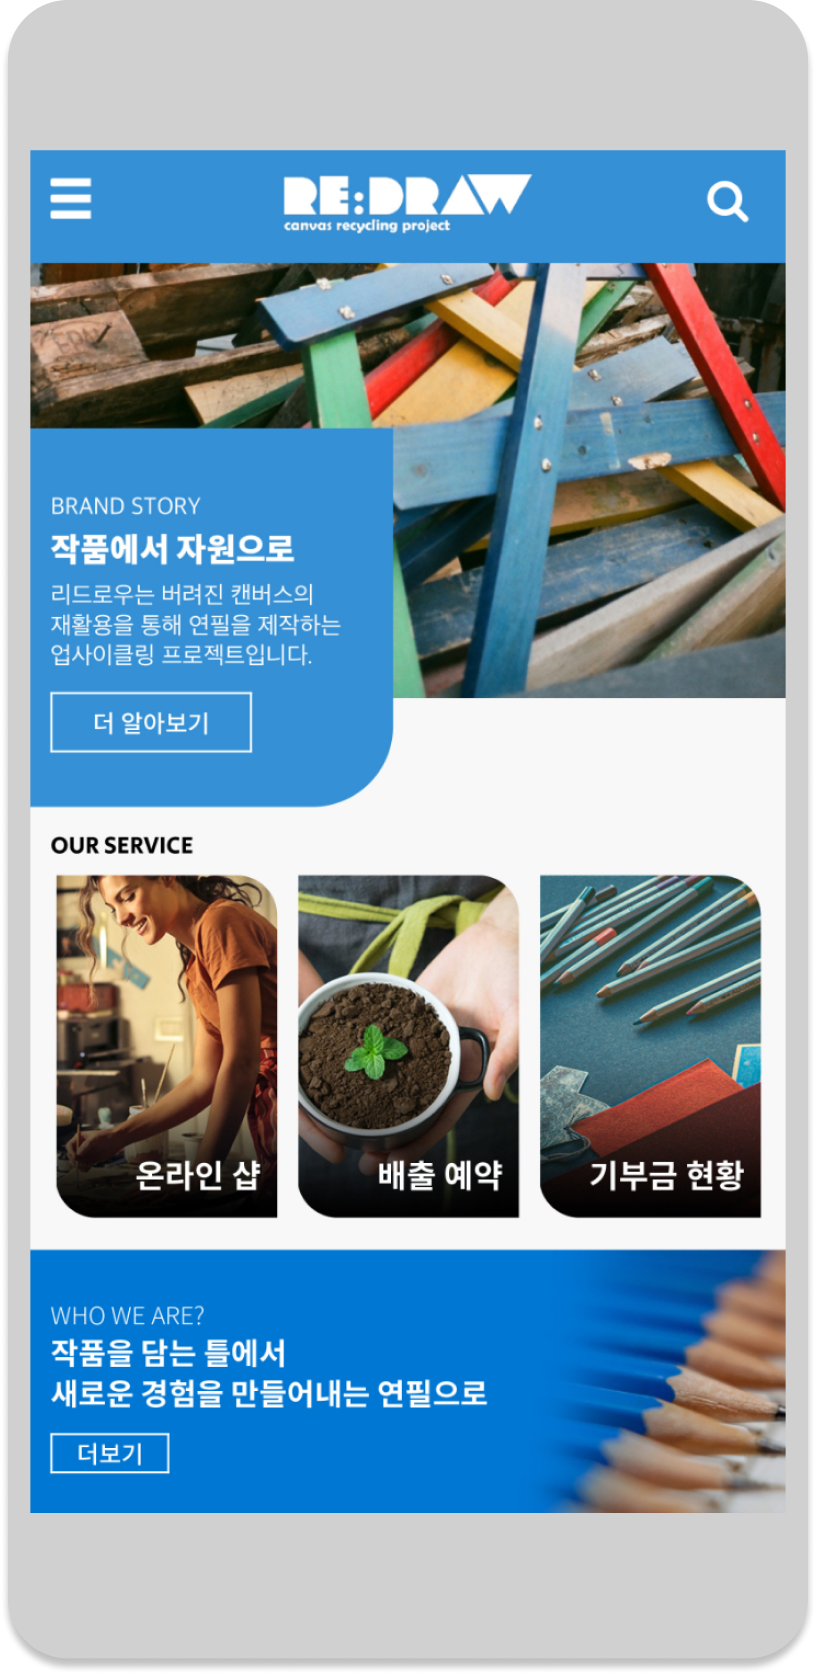 RE:DRAW
canvas recycling project
BRAND STORY
작품에서 자원으로
리드로우는 버려진 캔버스의
재활용을 통해 연필을 제작하는
업사이클링 프로젝트입니다.
더 알아보기
OUR SERVICE
온라인 샵
배출 예약
기부금 현황
WHO WE ARE?
작품을 담는 틀에서
새로운 경험을 만들어내는 연필으로
더보기